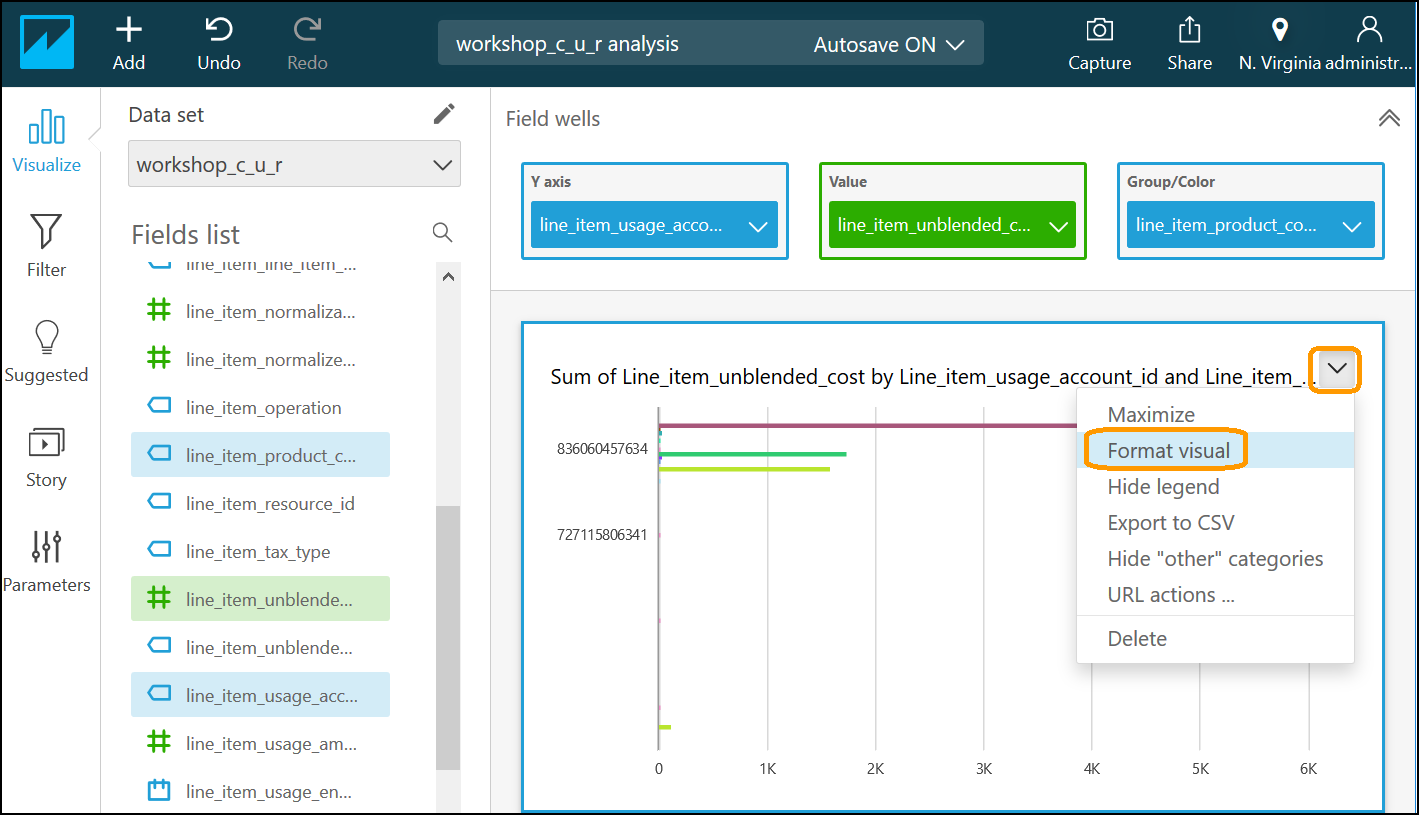 Add
Undo
Redo
workshop_c_u_r analysis
Autosave ON
Capture
Share
N. Virginia
administr...
Visualize
Filter
Suggested
Story
Parameters
Data set
workshop_c_u_r
Fields list
line_item_line_item_...
line_item_normaliza...
line_item_normalize...
line_item_operation
line_item_product_c...
line_item_resource_id
line_item_tax_type
line_item_unblende...
line_item_unblende...
line_item_usage_acc...
line_item_usage_am...
line_item_usage_en...
Field wells
Y axis
line_item_usage_acco...
Value
line_item_unblended_c...
Group/Color
line_item_product_co...
Sum of Line_item_unblended_cost by Line_item_usage_account_id and Line_item_...
836060457634
727115806341
0
1K
2K
3K
4K
5K
6K
Maximize
Format visual
Hide legend
Export to CSV
Hide "other" categories
URL actions ...
Delete